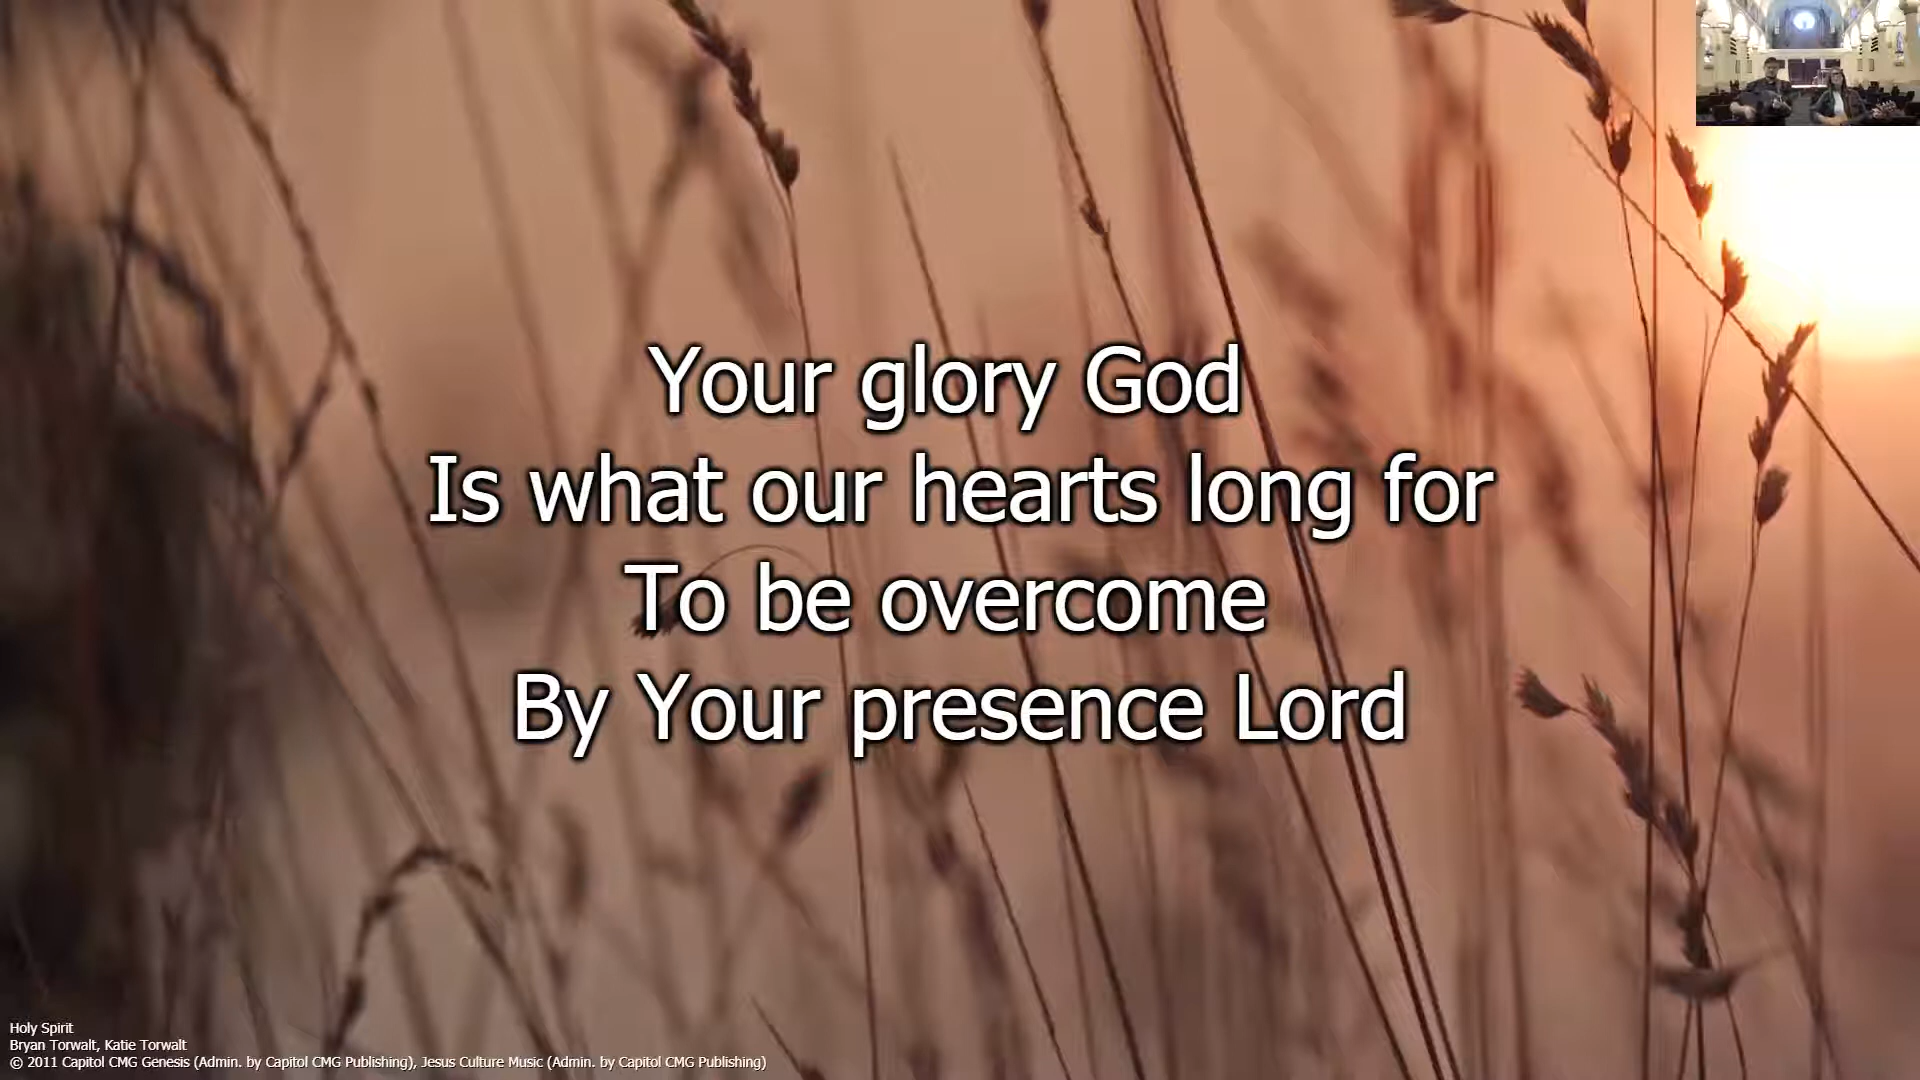 Your glory God
Is what our hearts long for
To be overcome
By Your presence Lord
Holy Spirit
Bryan Torwalt, Katie Torwalt
© 2011 Capitol CMG Genesis (Admin. by Capitol CMG Publishing), Jesus Culture Music (Admin. by Capitol CMG Publishing)